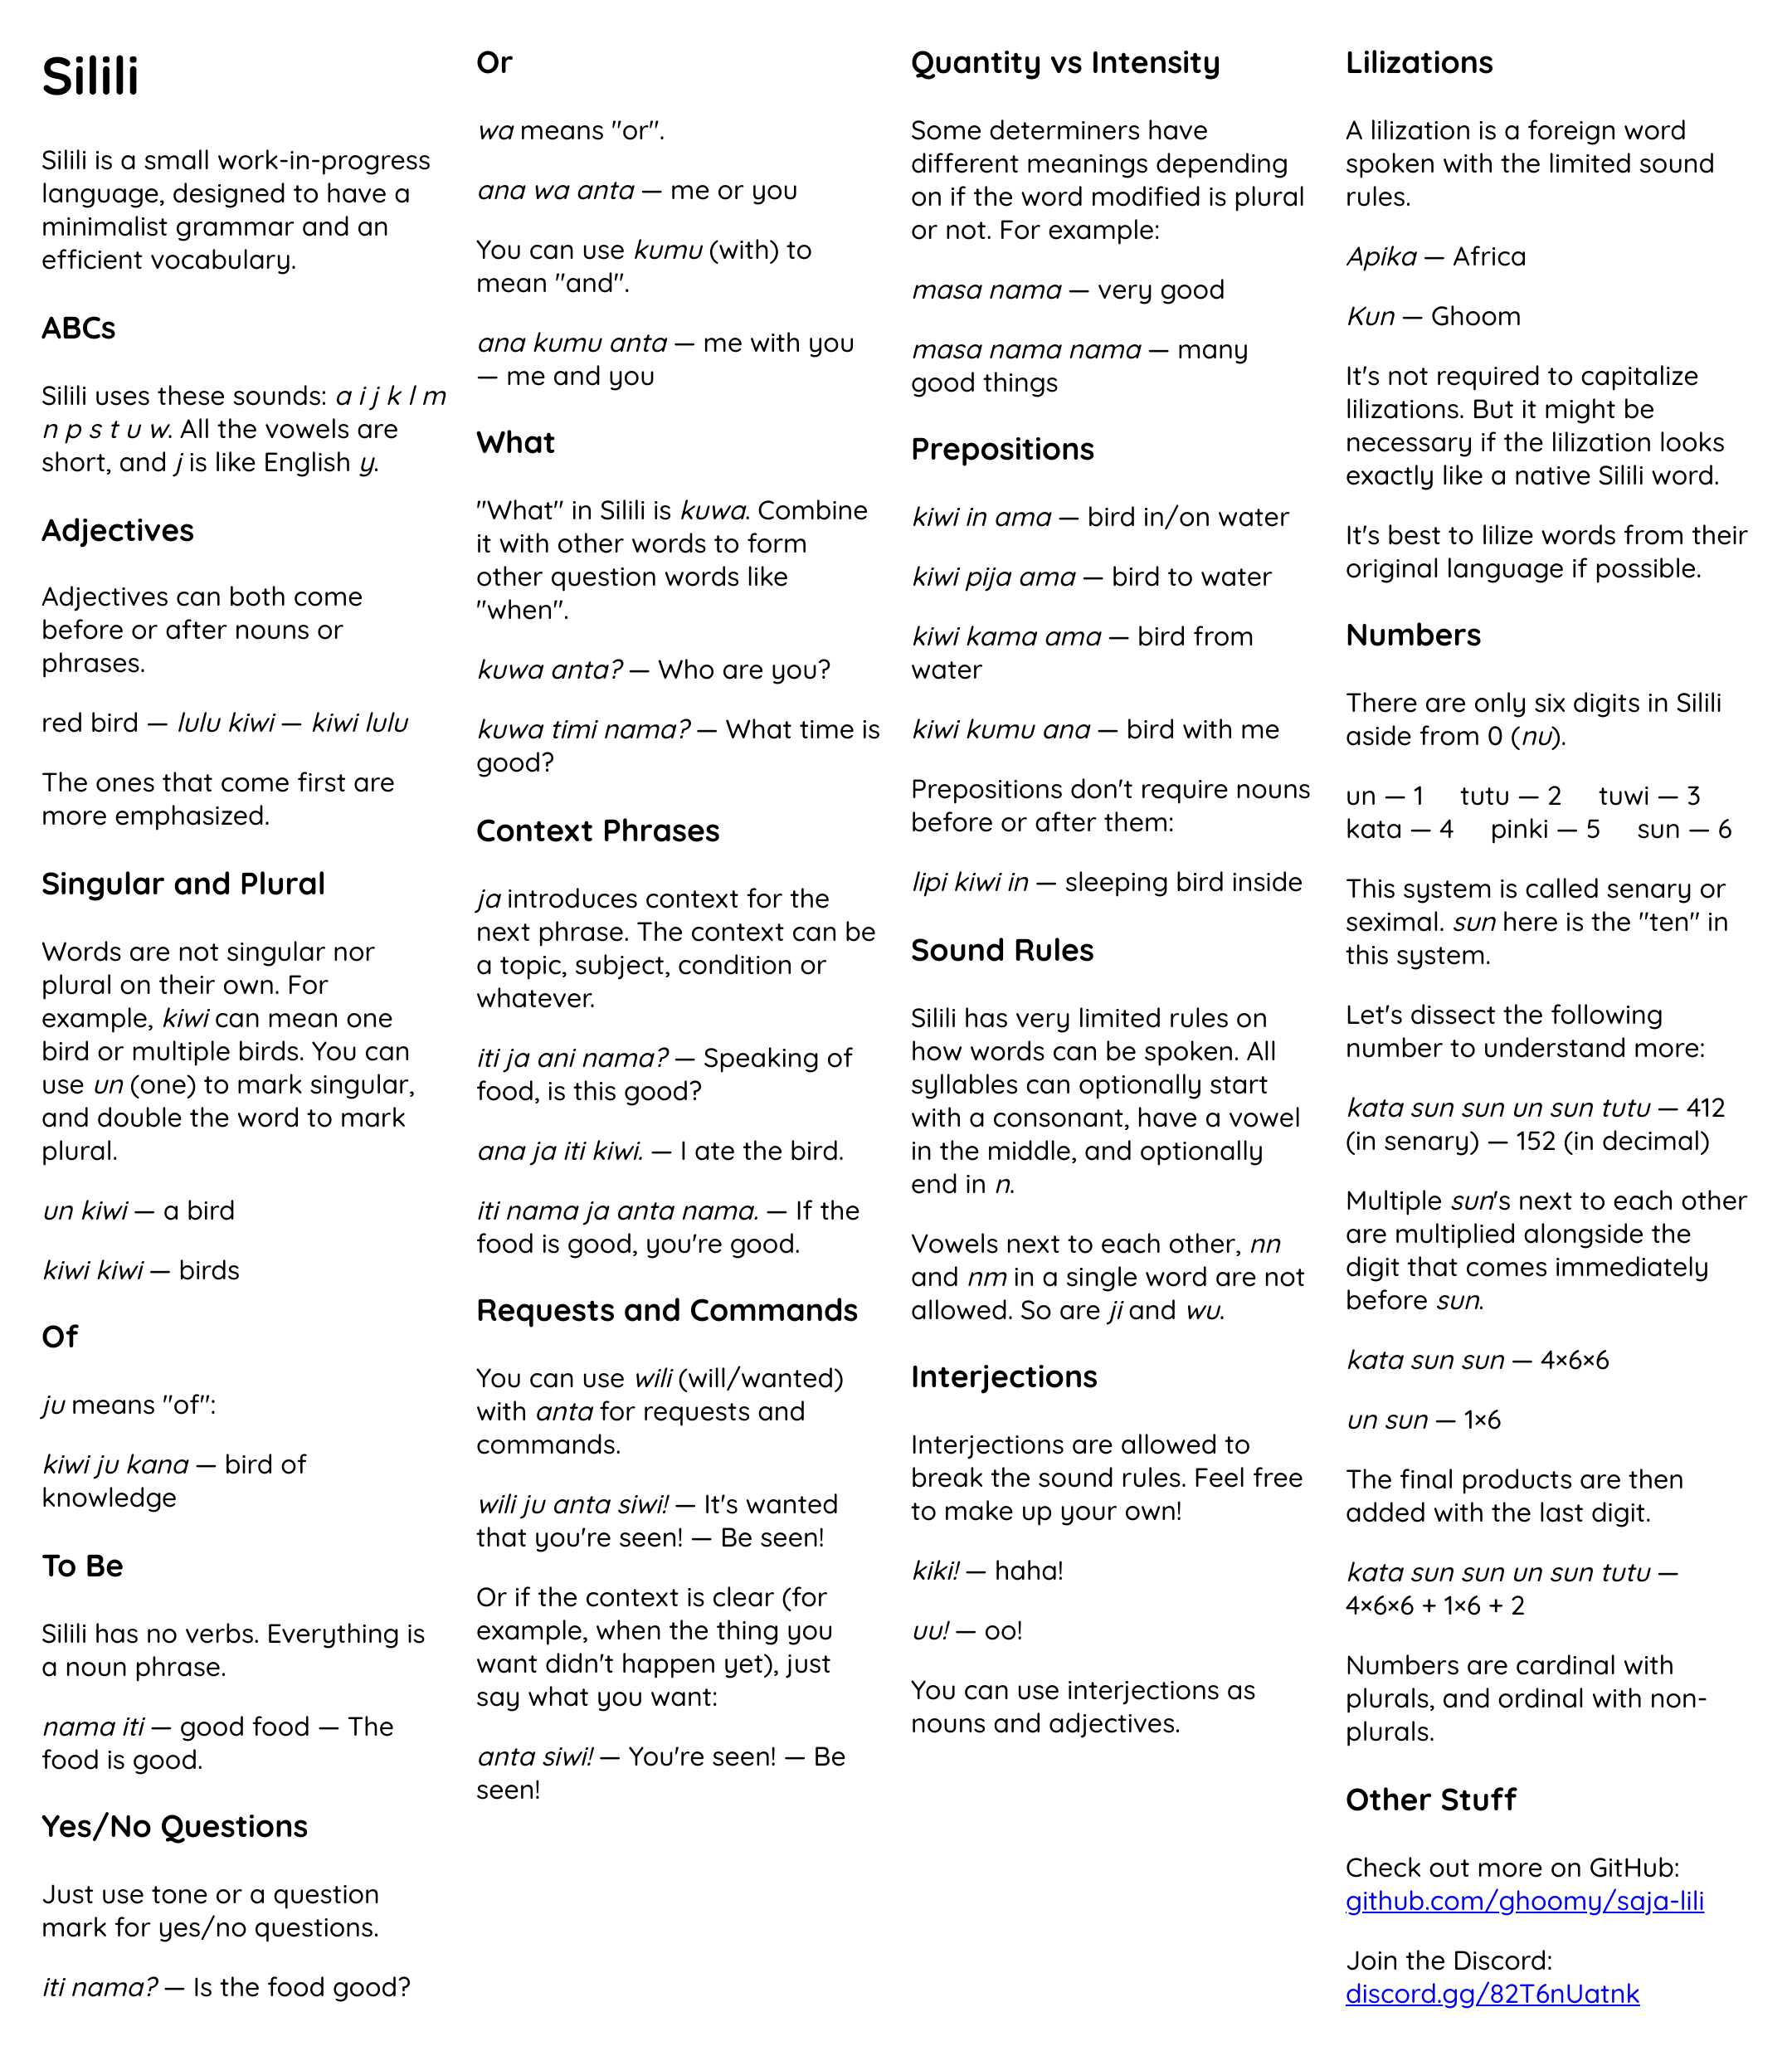 Silili
Silili is a small work-in-progress
language, designed to have a
minimalist grammar and an
efficient vocabulary.
ABCs
Silili uses these sounds: a i j k l m
n p s t u w. All the vowels are
short, and j is like English y.
Adjectives
Adjectives can both come
before or after nouns or
phrases.
red bird — lulu kiwi — kiwi lulu
The ones that come first are
more emphasized.
Singular and Plural
Words are not singular nor
plural on their own. For
example, kiwi can mean one
bird or multiple birds. You can
use un (one) to mark singular,
and double the word to mark
plural.
un kiwi — a bird
kiwi kiwi — birds
Of
ju means "of":
kiwi ju kana — bird of
knowledge
To Be
Silili has no verbs. Everything is
a noun phrase.
nama iti — good food — The
food is good.
Yes/No Questions
Just use tone or a question
mark for yes/no questions.
iti nama? — Is the food good?
Or
wa means "or".
ana wa anta — me or you
You can use kumu (with) to
mean "and".
ana kumu anta — me with you
— me and you
What
"What" in Silili is kuwa. Combine
it with other words to form
other question words like
"when".
kuwa anta? — Who are you?
kuwa timi nama? — What time is
good?
Context Phrases
ja introduces context for the
next phrase. The context can be
a topic, subject, condition or
whatever.
iti ja ani nama? — Speaking of
food, is this good?
ana ja iti kiwi. — I ate the bird.
iti nama ja anta nama. — If the
food is good, you're good.
Requests and Commands
You can use wili (will/wanted)
with anta for requests and
commands.
wili ju anta siwi! — It's wanted
that you're seen! — Be seen!
Or if the context is clear (for
example, when the thing you
want didn't happen yet), just
say what you want:
anta siwi! — You're seen! — Be
seen!
Quantity vs Intensity
Some determiners have
different meanings depending
on if the word modified is plural
or not. For example:
masa nama — very good
masa nama nama — many
good things
Prepositions
kiwi in ama — bird in/on water
kiwi pija ama — bird to water
kiwi kama ama — bird from
water
kiwi kumu ana — bird with me
Prepositions don't require nouns
before or after them:
lipi kiwi in — sleeping bird inside
Sound Rules
Silili has very limited rules on
how words can be spoken. All
syllables can optionally start
with a consonant, have a vowel
in the middle, and optionally
end in n.
Vowels next to each other, nn
and nm in a single word are not
allowed. So are ji and wu.
Interjections
Interjections are allowed to
break the sound rules. Feel free
to make up your own!
kiki! — haha!
uu! — oo!
You can use interjections as
nouns and adjectives.
Lilizations
A lilization is a foreign word
spoken with the limited sound
rules.
Apika — Africa
Kun — Ghoom
It's not required to capitalize
lilizations. But it might be
necessary if the lilization looks
exactly like a native Silili word.
It's best to lilize words from their
original language if possible.
Numbers
There are only six digits in Silili
aside from 0 (nu).
un — 1 tutu — 2 tuwi — 3
kata — 4 pinki — 5 sun — 6
This system is called senary or
seximal. sun here is the "ten" in
this system.
Let's dissect the following
number to understand more:
kata sun sun un sun tutu — 412
(in senary) — 152 (in decimal)
Multiple sun's next to each other
are multiplied alongside the
digit that comes immediately
before sun.
kata sun sun — 4×6×6
un sun — 1×6
The final products are then
added with the last digit.
kata sun sun un sun tutu —
4×6×6 + 1×6 + 2
Numbers are cardinal with
plurals, and ordinal with non-
plurals.
Other Stuff
Check out more on GitHub:
github.com/ghoomy/saja-lili
Join the Discord:
discord.gg/82T6nUatnk